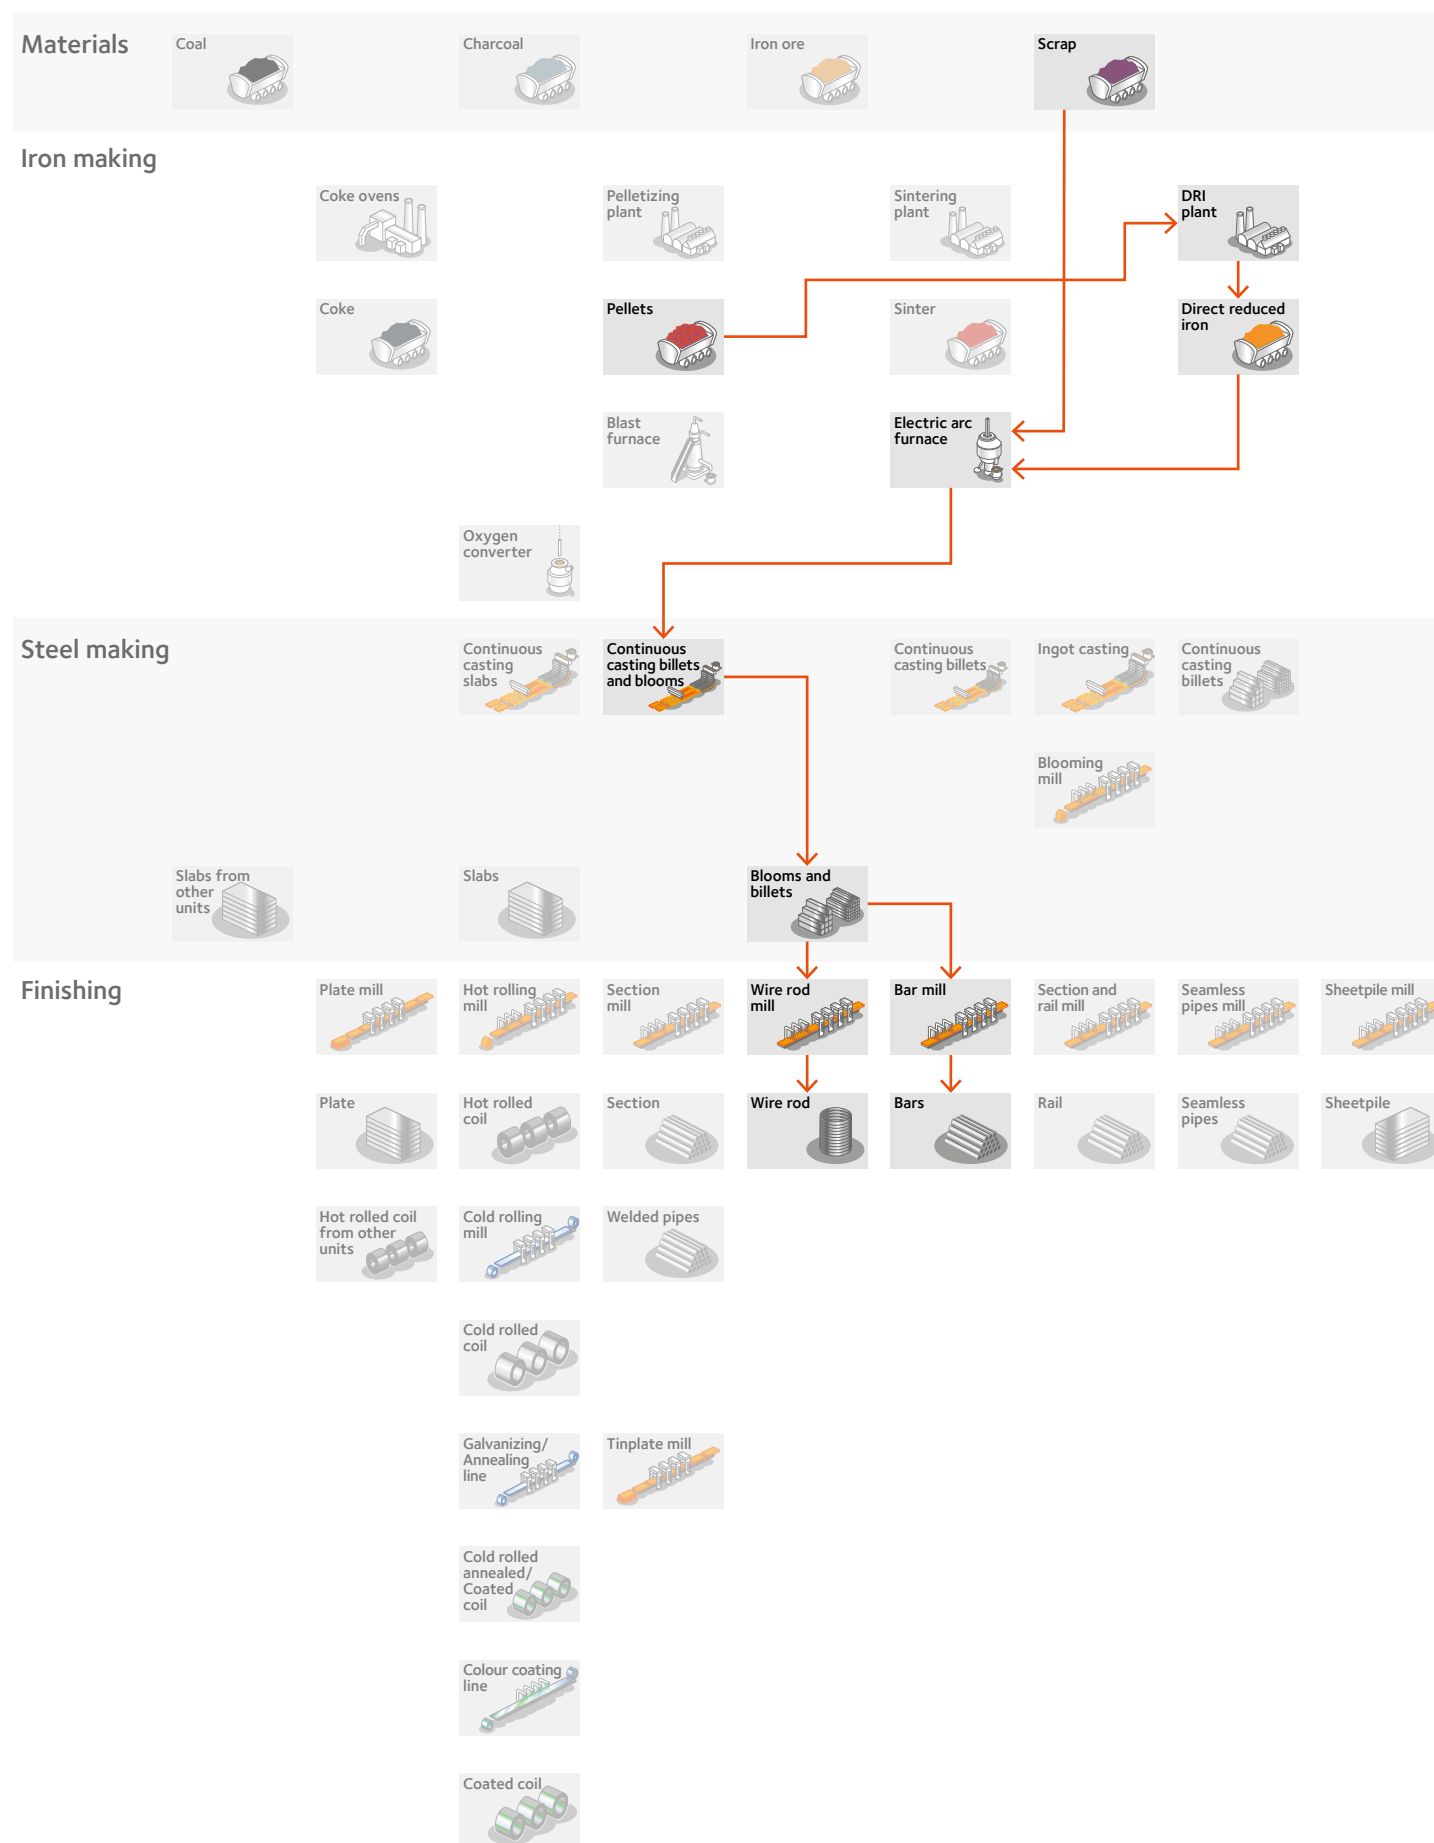 Materials
Coal
Charcoal
Iron ore
Scrap
Iron making
Coke ovens
Pelletizing
plant
Sintering
plant
DRI
plant
Coke
Pellets
Sinter
Direct reduced
iron
Blast
furnace
Electric arc
furnace
Oxygen
converter
Steel making
Continuous
casting
slabs
Continuous
casting billets
and blooms
Continuous
casting billets
Ingot casting
Continuous
casting
billets
Blooming
mill
Slabs from
other
units
Slabs
Blooms and
billets
Finishing
Plate mill
Hot rolling
mill
Section
mill
Wire rod
mill
Bar mill
Section and
rail mill
Seamless
pipes mill
Sheetpile mill
Plate
Hot rolled
coil
Section
Wire rod
Bars
Rail
Seamless
pipes
Sheetpile
Hot rolled coil
from other
units
Cold rolling
mill
Welded pipes
Cold rolled
coil
Galvanizing/
Annealing
line
Tinplate mill
Cold rolled
annealed/
Coated
coil
Colour coating
line
Coated coil